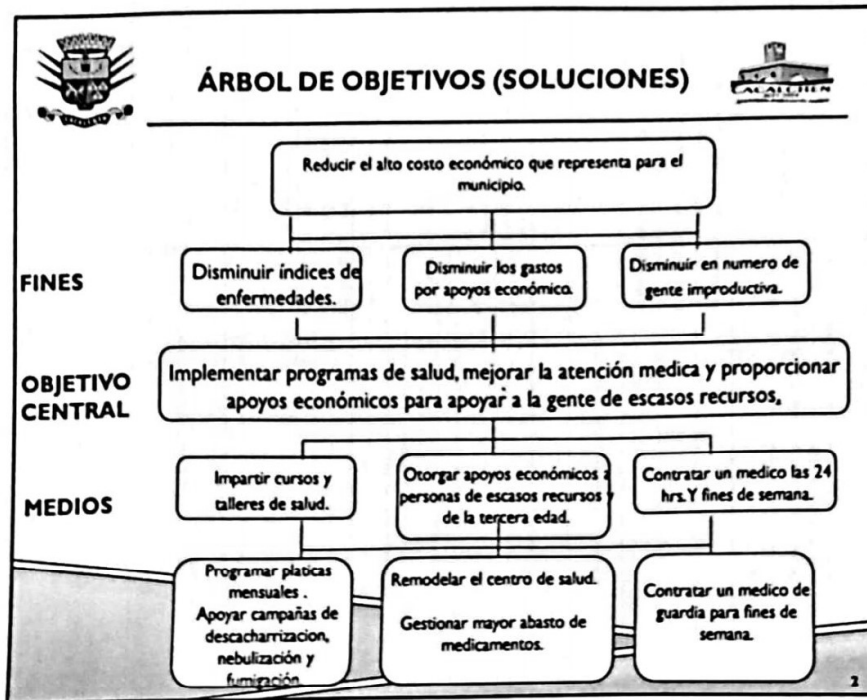 ÁRBOL DE OBJETIVOS (SOLUCIONES)
CACALCHEN
Reducir el alto costo económico que representa para el
municipio.
FINES
Disminuir índices de
enfermedades.
Disminuir los gastos
por apoyos económico.
Disminuir en numero de
gente improductiva.
OBJETIVO
CENTRAL
Implementar programas de salud, mejorar la atención medica y proporcionar
apoyos económicos para apoyar a la gente de escasos recursos.
MEDIOS
Impartir cursos y
talleres de salud.
Otorgar apoyos económicos a
personas de escasos recursos y
de la tercera edad.
Contratar un medico las 24
hrs. Y fines de semana.
Programar platicas
mensuales .
Apoyar campañas de
descacharrizacion,
nebulización y
fumigración.
Remodelar el centro de salud.
Gestionar mayor abasto de
medicamentos.
Contratar un medico de
guardia para fines de
semana.
2